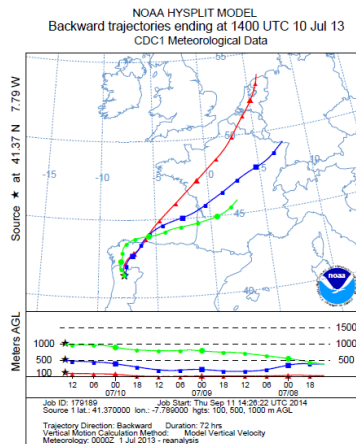 NOAA HYSPLIT MODEL
Backward trajectories ending at 1400 UTC 10 Jul 13
CDC1 Meteorological Data
Source ★ at 41.37 N 7.79 W
55
-15
-10
-5
0
5
10
15
50
45
40
noaa
Meters AGL
1500
1000 1000
500 500
100
12 06 00 18 12 06 00 18 12 06 00 18
07/10 07/09 07/08
Job ID: 179189 Job Start: Thu Sep 11 14:26:22 UTC 2014
Source 1 lat.: 41.370000 lon.: -7.789000 hgts: 100, 500, 1000 m AGL
Trajectory Direction: Backward Duration: 72 hrs
Vertical Motion Calculation Method: Model Vertical Velocity
Meteorology: 0000Z 1 Jul 2013 - reanalysis